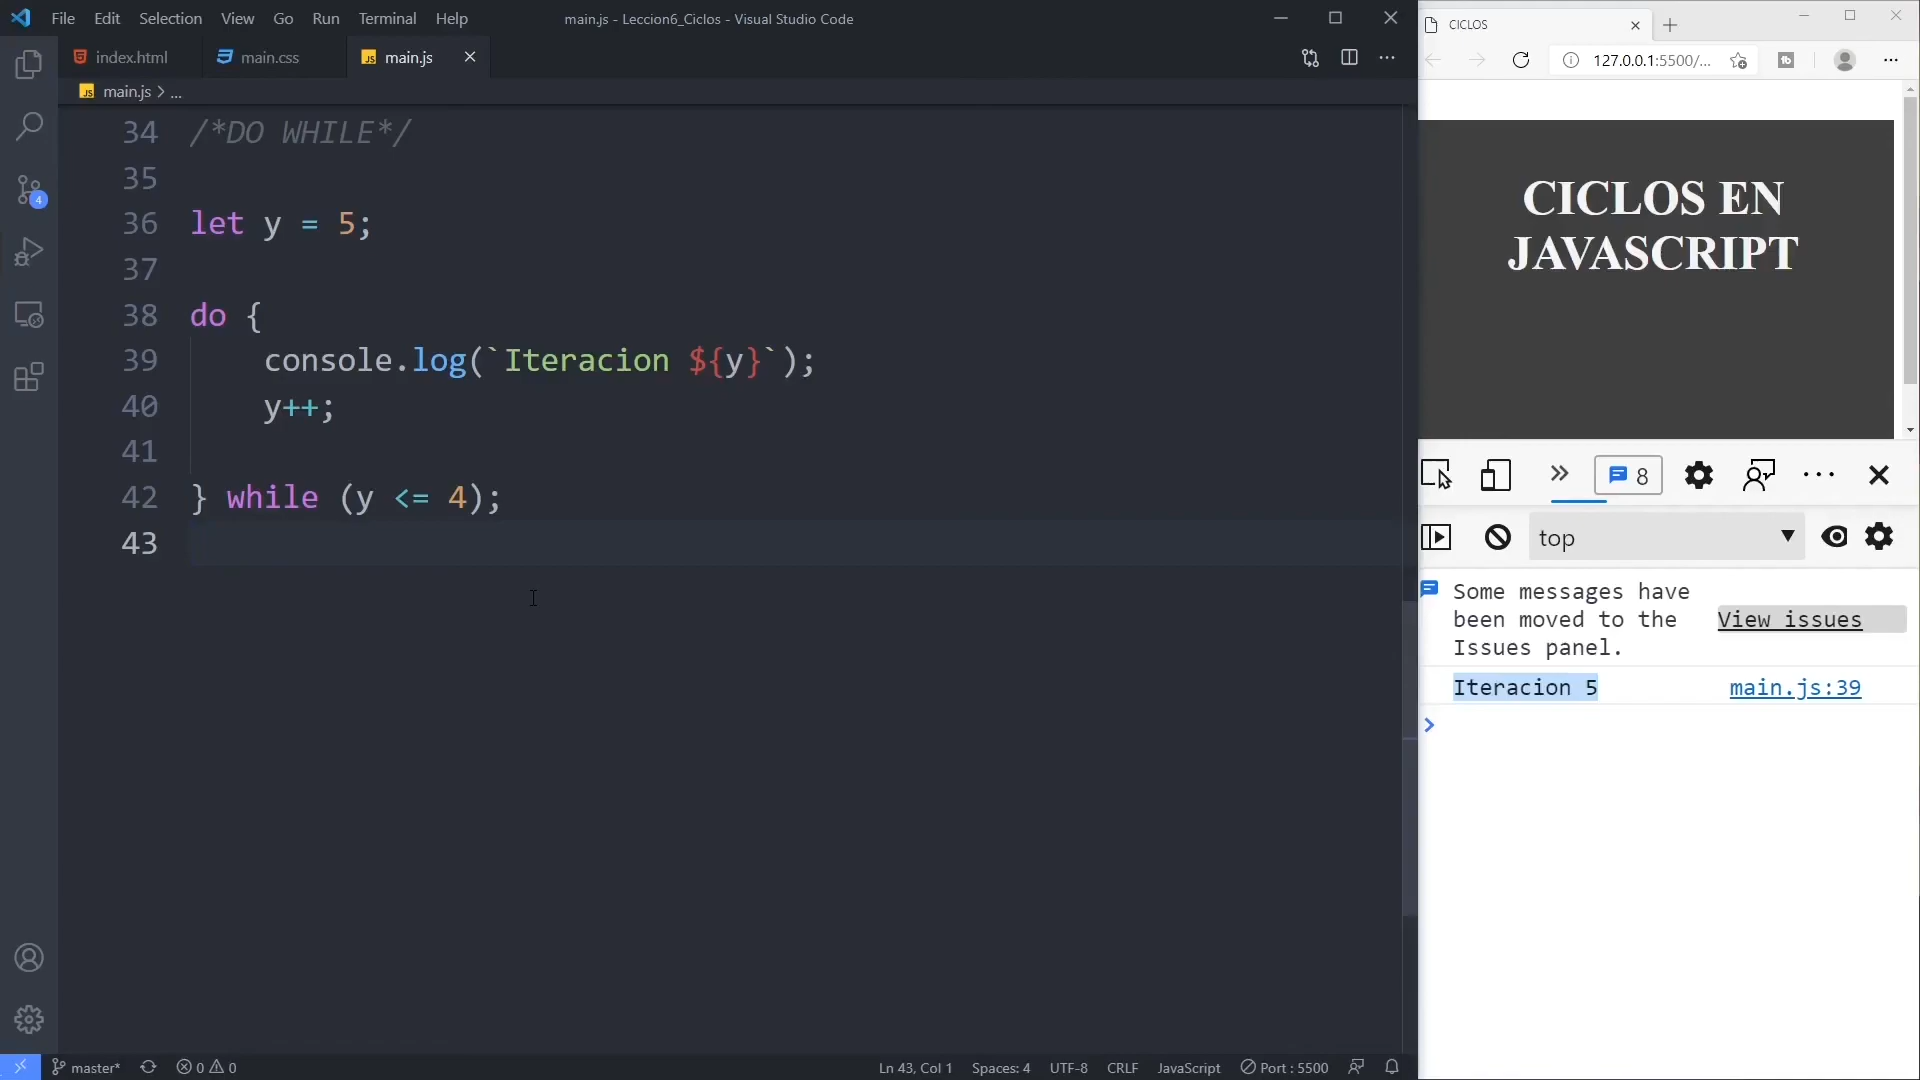 File Edit Selection View Go Run Terminal Help
main.js - Leccion6_Ciclos - Visual Studio Code
index.html main.css main.js
main.js > ...
34 /*DO WHILE*/
35
36 let y = 5;
37
38 do {
39 console.log(`Iteracion ${y}`);
40 y++;
41
42 } while (y <= 4);
43
4
master* 0 0
Ln 43, Col 1 Spaces: 4 UTF-8 CRLF JavaScript Port : 5500
CICLOS
127.0.0.1:5500/...
CICLOS EN
JAVASCRIPT
8
top
Some messages have
been moved to the
Issues panel.
View issues
Iteracion 5 main.js:39